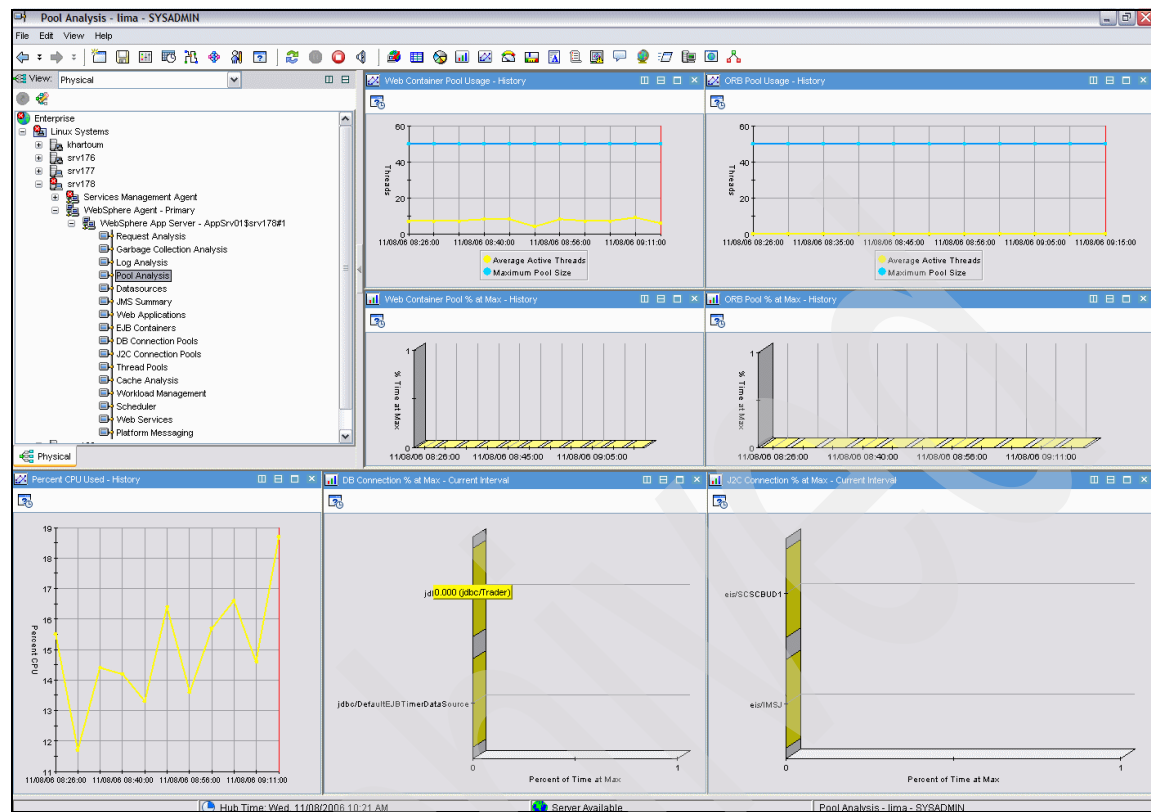 Pool Analysis - lima - SYSADMIN
File Edit View Help
View: Physical
Enterprise
Linux Systems
khartoum
srv176
srv177
srv178
Services Management Agent
WebSphere Agent - Primary
WebSphere App Server - AppSrv01$srv178#1
Request Analysis
Garbage Collection Analysis
Log Analysis
Pool Analysis
Datasources
JMS Summary
Web Applications
EJB Containers
DB Connection Pools
J2C Connection Pools
Thread Pools
Cache Analysis
Workload Management
Scheduler
Web Services
Platform Messaging
Physical
Web Container Pool Usage - History
60
40
20
0
Threads
11/08/06 08:26:00 11/08/06 08:40:00 11/08/06 08:56:00 11/08/06 09:11:00
Average Active Threads
Maximum Pool Size
ORB Pool Usage - History
60
40
20
0
Threads
11/08/06 08:26:00 11/08/06 08:35:00 11/08/06 08:45:00 11/08/06 09:00:00 11/08/06 09:15:00
Average Active Threads
Maximum Pool Size
Web Container Pool % at Max - History
1
0
% Time at Max
11/08/06 08:26:00 11/08/06 08:45:00 11/08/06 09:05:00
ORB Pool % at Max - History
1
0
% Time at Max
11/08/06 08:26:00 11/08/06 08:40:00 11/08/06 08:56:00 11/08/06 09:11:00
Percent CPU Used - History
19
18
17
16
15
14
13
12
11
Percent CPU
11/08/06 08:26:00 11/08/06 08:40:00 11/08/06 08:56:00 11/08/06 09:11:00
DB Connection % at Max - Current Interval
0.000 (jdbc/Trader)
jdbc/DefaultEJBTimerDataSource
0 1
Percent of Time at Max
J2C Connection % at Max - Current Interval
eis/SCSCBUD1
eis/IMSJ
0 1
Percent of Time at Max
Hub Time: Wed, 11/08/2006 10:21 AM
Server Available
Pool Analysis - lima - SYSADMIN